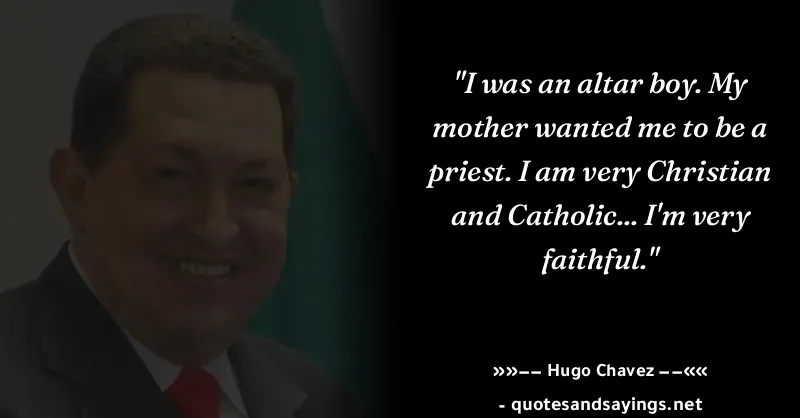 "I was an altar boy. My
mother wanted me to be a
priest. I am very Christian
and Catholic... I'm very
faithful."
»»−− Hugo Chavez −−««
- quotesandsayings.net